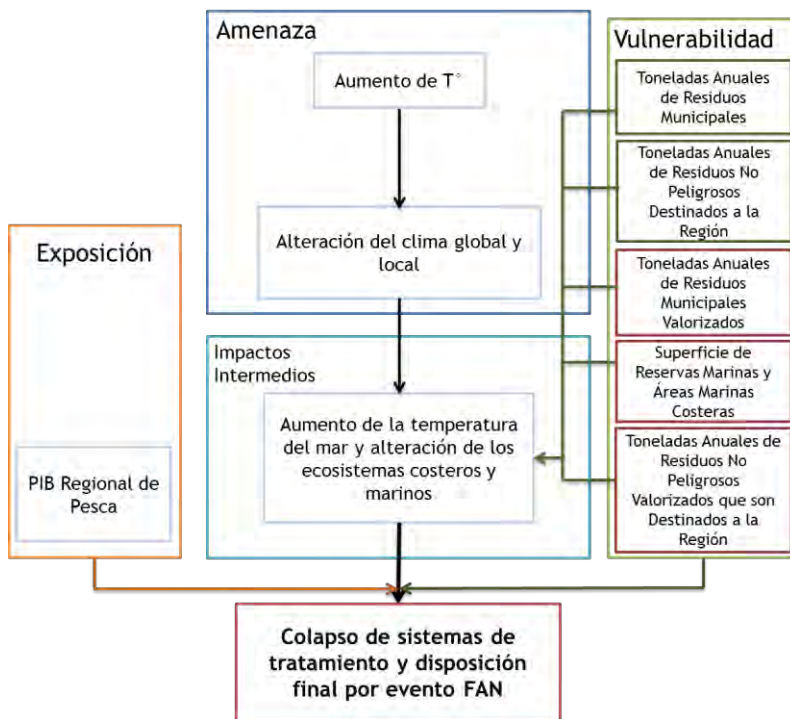 Amenaza
Aumento de T°
Alteración del clima global y
local
Exposición
PIB Regional de
Pesca
Impactos
Intermedios
Aumento de la temperatura
del mar y alteración de los
ecosistemas costeros y
marinos
Vulnerabilidad
Toneladas Anuales
de Residuos
Municipales
Toneladas Anuales
de Residuos No
Peligrosos
Destinados a la
Región
Toneladas Anuales
de Residuos
Municipales
Valorizados
Superficie de
Reservas Marinas y
Áreas Marinas
Costeras
Toneladas Anuales de
Residuos No
Peligrosos
Valorizados que son
Destinados a la
Región
Colapso de sistemas de
tratamiento y disposición
final por evento FAN